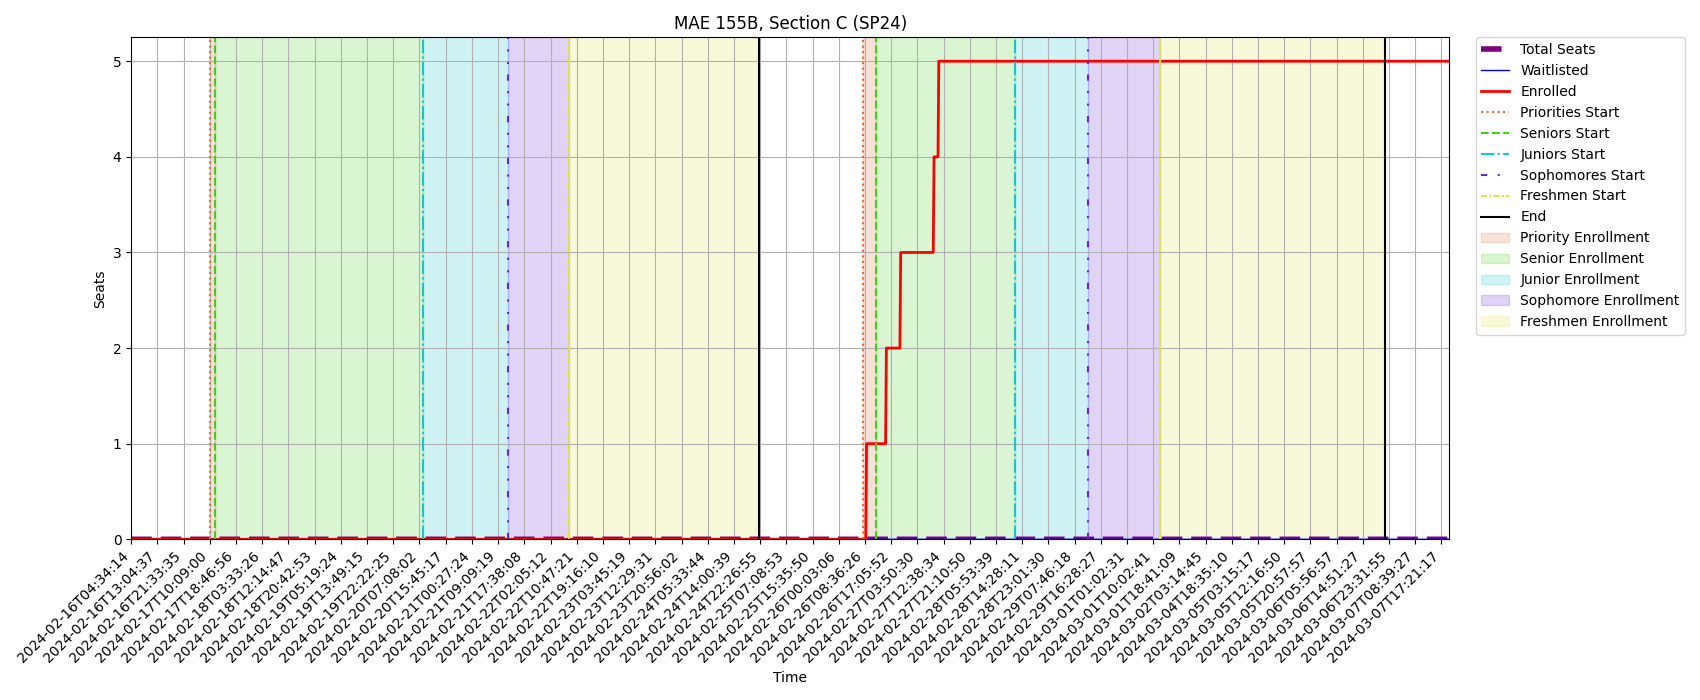 MAE 155B, Section C (SP24)
Seats
5
4
3
2
1
0
2024-02-16T04:34:14
2024-02-16T13:04:37
2024-02-16T21:33:35
2024-02-17T10:09:00
2024-02-17T18:46:56
2024-02-18T03:33:26
2024-02-18T12:14:47
2024-02-18T20:42:53
2024-02-19T05:19:24
2024-02-19T13:49:15
2024-02-19T22:22:25
2024-02-20T07:08:02
2024-02-20T15:45:17
2024-02-21T00:27:24
2024-02-21T09:09:19
2024-02-21T17:38:08
2024-02-22T02:05:12
2024-02-22T10:47:21
2024-02-22T19:16:10
2024-02-23T03:45:19
2024-02-23T12:29:31
2024-02-23T20:56:02
2024-02-24T05:33:44
2024-02-24T14:00:39
2024-02-24T22:26:55
2024-02-25T07:08:53
2024-02-25T15:35:50
2024-02-26T00:03:06
2024-02-26T08:36:26
2024-02-26T17:05:52
2024-02-27T03:50:30
2024-02-27T12:38:34
2024-02-27T21:10:50
2024-02-28T05:53:39
2024-02-28T14:28:11
2024-02-28T23:01:30
2024-02-29T07:46:18
2024-02-29T16:28:27
2024-03-01T01:02:31
2024-03-01T10:02:41
2024-03-01T18:41:09
2024-03-02T03:14:45
2024-03-04T18:35:10
2024-03-05T03:15:17
2024-03-05T12:16:50
2024-03-05T20:57:57
2024-03-06T05:56:57
2024-03-06T14:51:27
2024-03-06T23:31:55
2024-03-07T08:39:27
2024-03-07T17:21:17
Time
Total Seats
Waitlisted
Enrolled
Priorities Start
Seniors Start
Juniors Start
Sophomores Start
Freshmen Start
End
Priority Enrollment
Senior Enrollment
Junior Enrollment
Sophomore Enrollment
Freshmen Enrollment